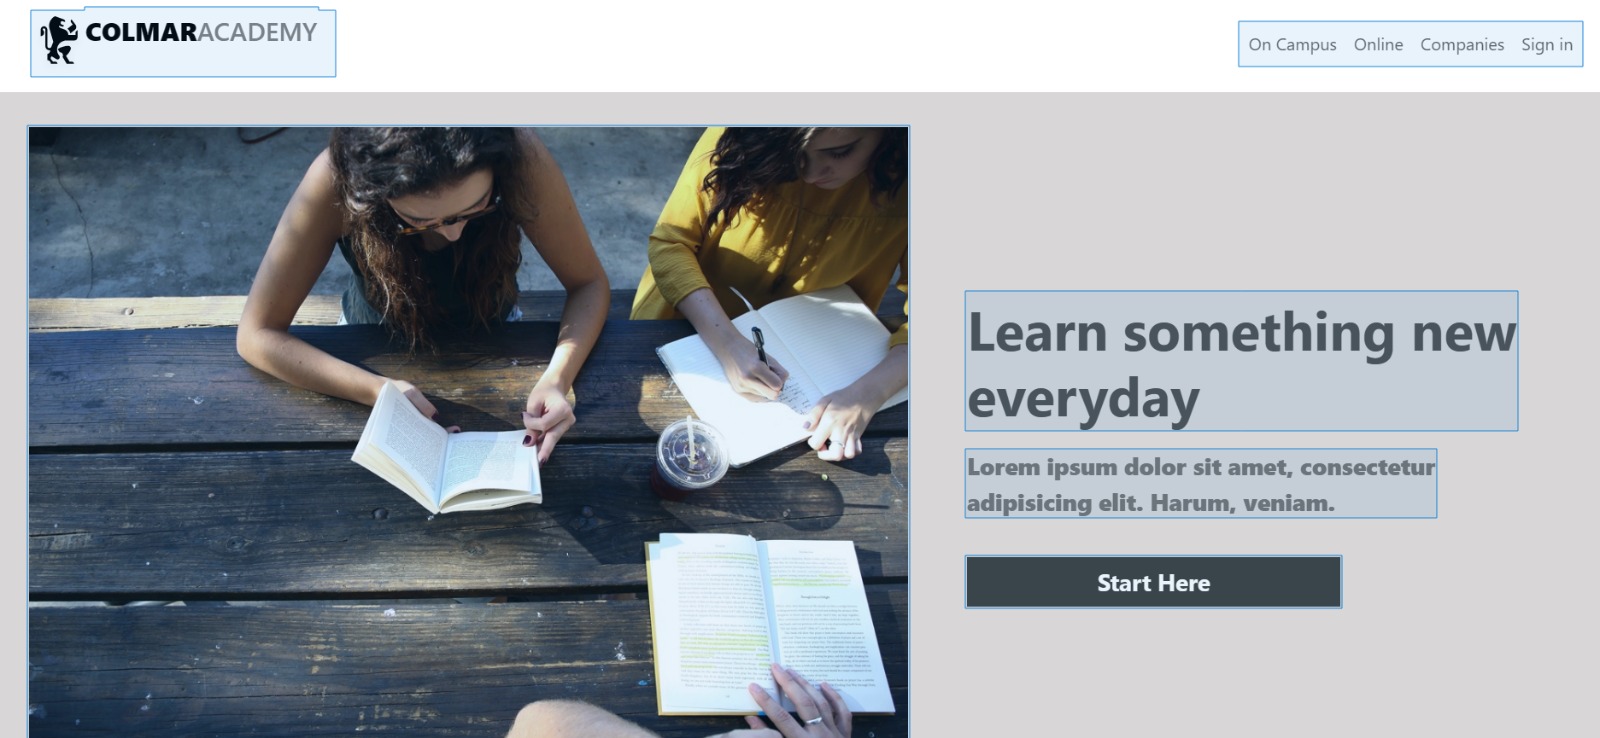 COLMARACADEMY
On Campus Online Companies Sign in
Learn something new
everyday
Lorem ipsum dolor sit amet, consectetur
adipisicing elit. Harum, veniam.
Start Here